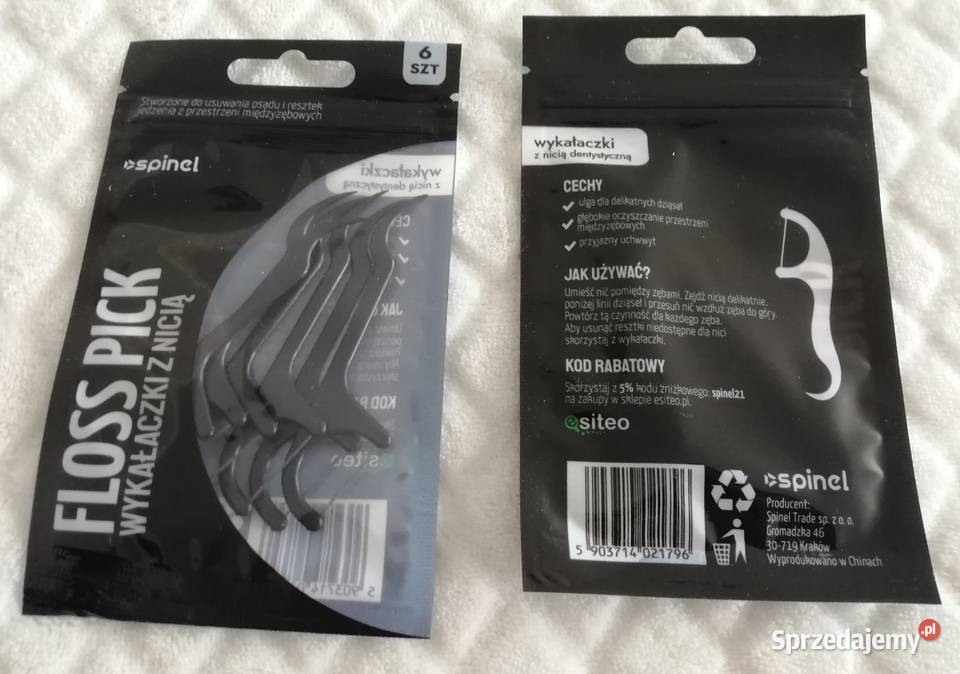 6
SZT
Stworzone do usuwania osadu i resztek
jedzenia z przestrzeni międzyzębowych
spinel
wykałaczki
z nicią dentystyczną
FLOSS PICK
WYKAŁACZKI Z NICIĄ
siteo
wykałaczki
z nicią dentystyczną
CECHY
ulga dla delikatnych dziąseł
głębokie oczyszczanie przestrzeni
międzyzębowych
przyjazny uchwwyt
JAK UŻYWAĆ?
Umieść nić pomiędzy zębami. Zejdź nicią delikatnie,
poniżej linii dziąseł i przesuń nić wzdłuż zęba do góry.
Powtórz tą czynność dla każdego zęba.
Aby usunąć resztki niedostępne dla nici
skorzystaj z wykałaczki.
KOD RABATOWY
Skorzystaj z 5% kodu zniżkowego: spinel21
na zakupy w sklepie esiteo.pl.
esiteo
5 903714 021796
spinel
Producent:
Spinel Trade sp. z o. o.
Gromadzka 46
30-719 Kraków
Wyprodukowano w Chinach
Sprzedajemy.pl